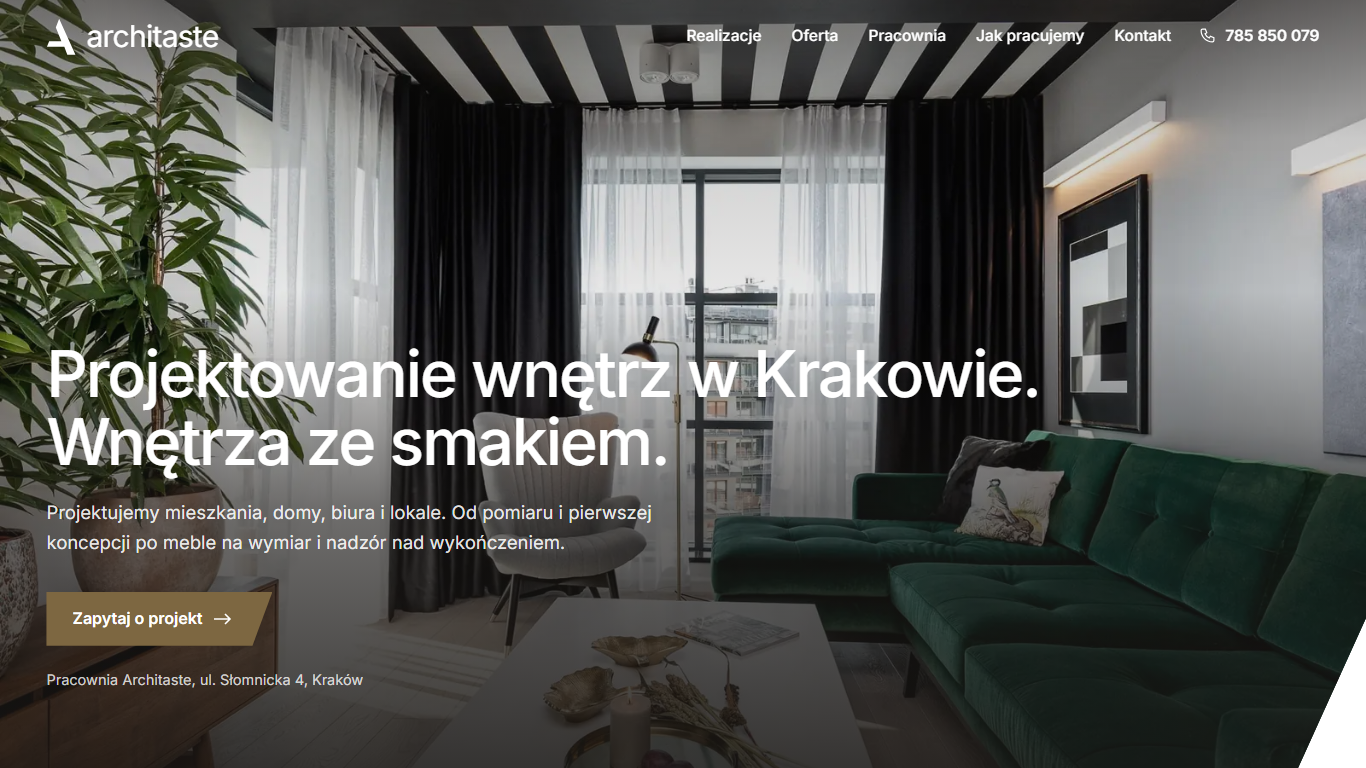 architaste
Realizacje
Oferta
Pracownia
Jak pracujemy
Kontakt
785 850 079
Projektowanie wnętrz w Krakowie.
Wnętrza ze smakiem.
Projektujemy mieszkania, domy, biura i lokale. Od pomiaru i pierwszej
koncepcji po meble na wymiar i nadzór nad wykończeniem.
Zapytaj o projekt
Pracownia Architaste, ul. Słomnicka 4, Kraków